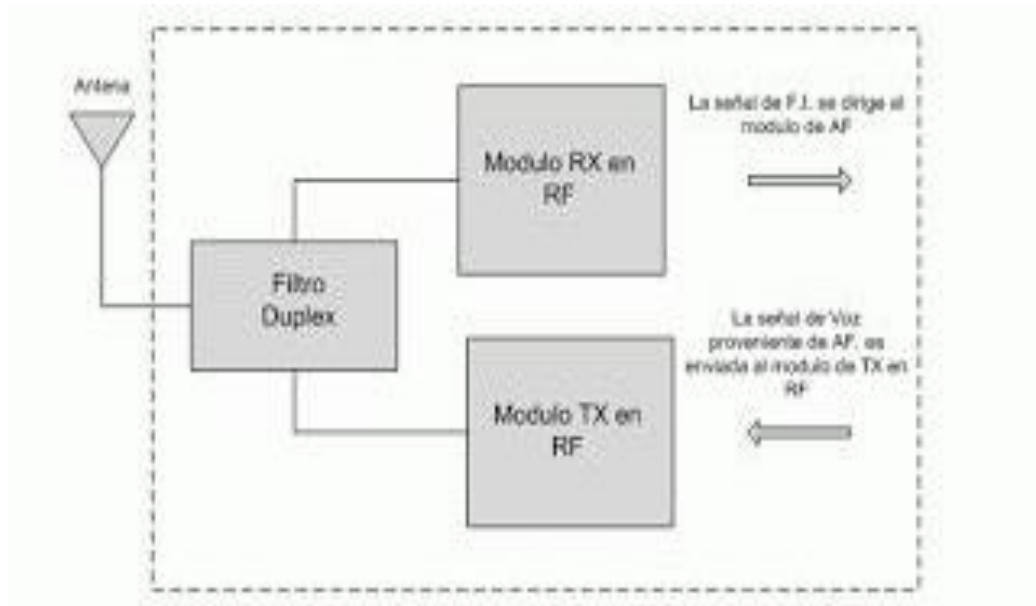 Antena
Modulo RX en
RF
La señal de F.I. se dirige al
modulo de AF
Filtro
Duplex
La señal de Voz
proveniente de AF. es
enviada al modulo de TX en
RF
Modulo TX en
RF